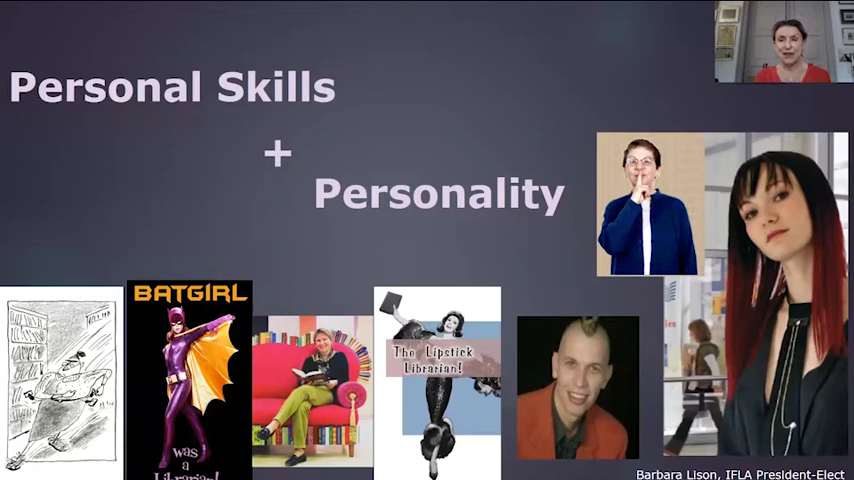 Personal Skills
+
Personality
BATGIRL
was
a
Librarian!
The Lipstick
Librarian!
Barbara Lison, IFLA President-Elect